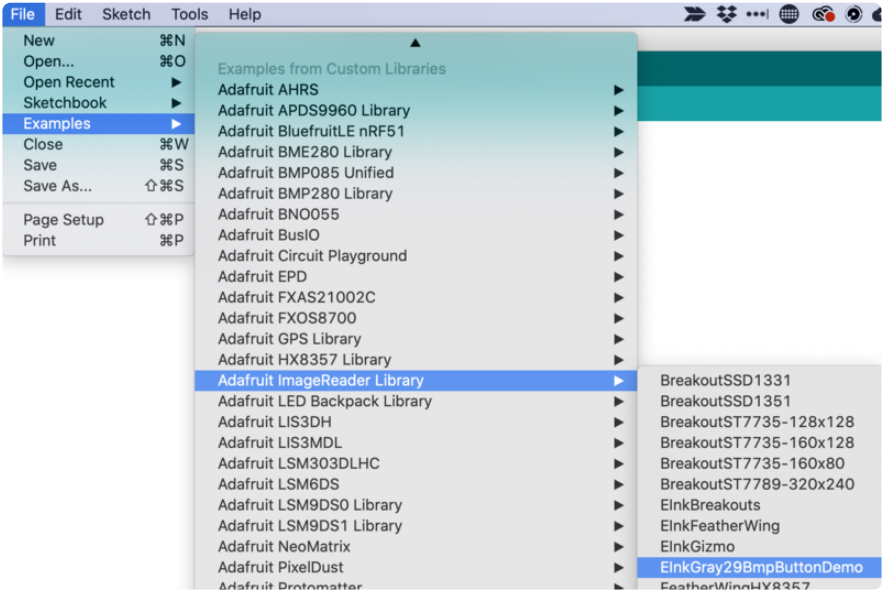 File Edit Sketch Tools Help
New ⌘N
Open... ⌘O
Open Recent
Sketchbook
Examples
Close ⌘W
Save ⌘S
Save As... ⇧⌘S
Page Setup ⇧⌘P
Print ⌘P
Examples from Custom Libraries
Adafruit AHRS
Adafruit APDS9960 Library
Adafruit BluefruitLE nRF51
Adafruit BME280 Library
Adafruit BMP085 Unified
Adafruit BMP280 Library
Adafruit BNO055
Adafruit BusIO
Adafruit Circuit Playground
Adafruit EPD
Adafruit FXAS21002C
Adafruit FXOS8700
Adafruit GPS Library
Adafruit HX8357 Library
Adafruit ImageReader Library
Adafruit LED Backpack Library
Adafruit LIS3DH
Adafruit LIS3MDL
Adafruit LSM303DLHC
Adafruit LSM6DS
Adafruit LSM9DS0 Library
Adafruit LSM9DS1 Library
Adafruit NeoMatrix
Adafruit PixelDust
Adafruit Protomatter
BreakoutSSD1331
BreakoutSSD1351
BreakoutST7735-128x128
BreakoutST7735-160x128
BreakoutST7735-160x80
BreakoutST7789-320x240
EInkBreakouts
EInkFeatherWing
EInkGizmo
EInkGray29BmpButtonDemo
FeatherWingHX8357